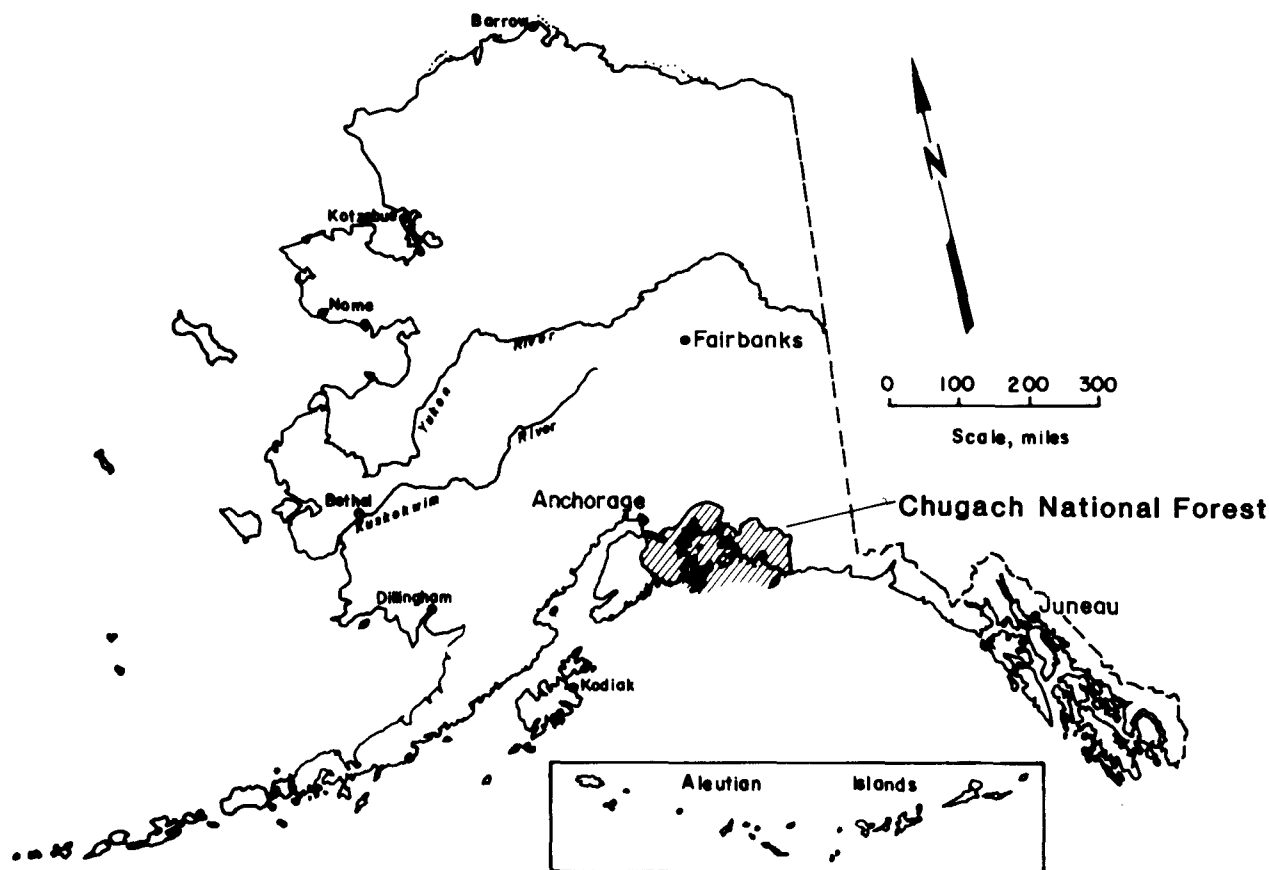 Barrow
Kotzebue
Nome
Fairbanks
Yukon
River
River
Kuskokwim
Bethel
Anchorage
Dillingham
Kodiak
Juneau
N
0 100 200 300
Scale, miles
Chugach National Forest
Aleutian Islands